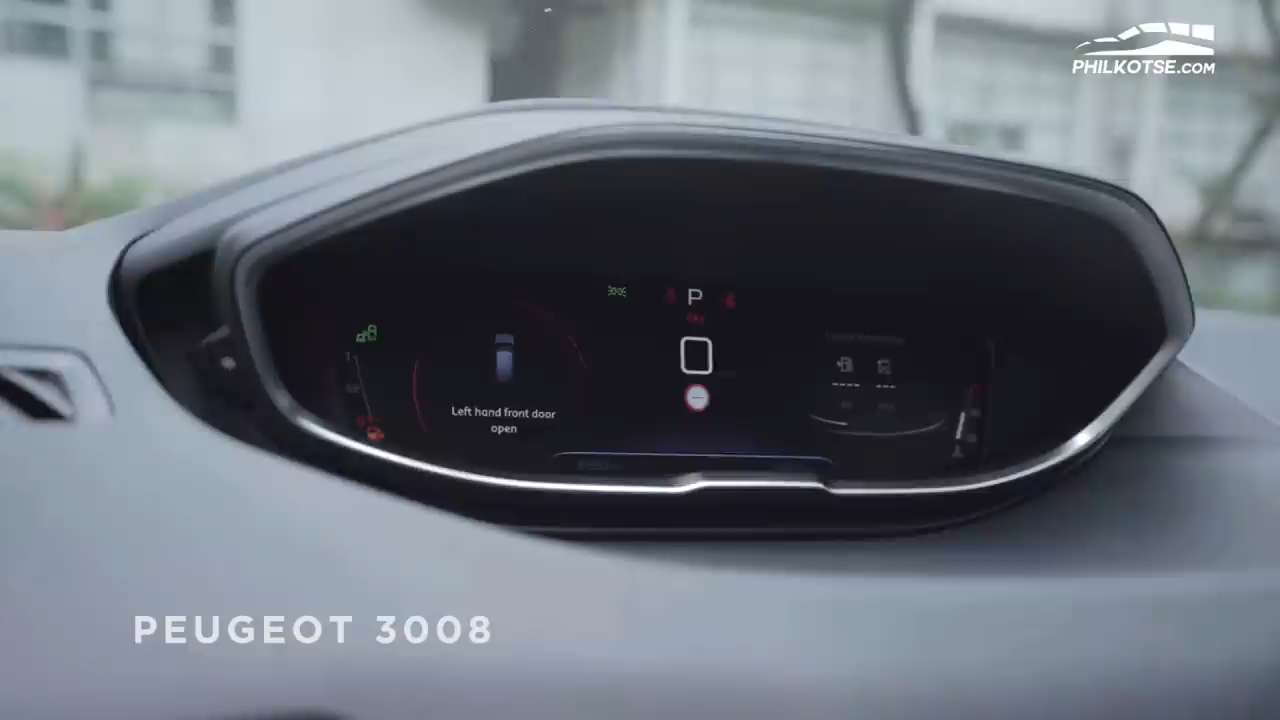 PHILKOTSE.COM
P
Left hand front door
open
PEUGEOT 3008